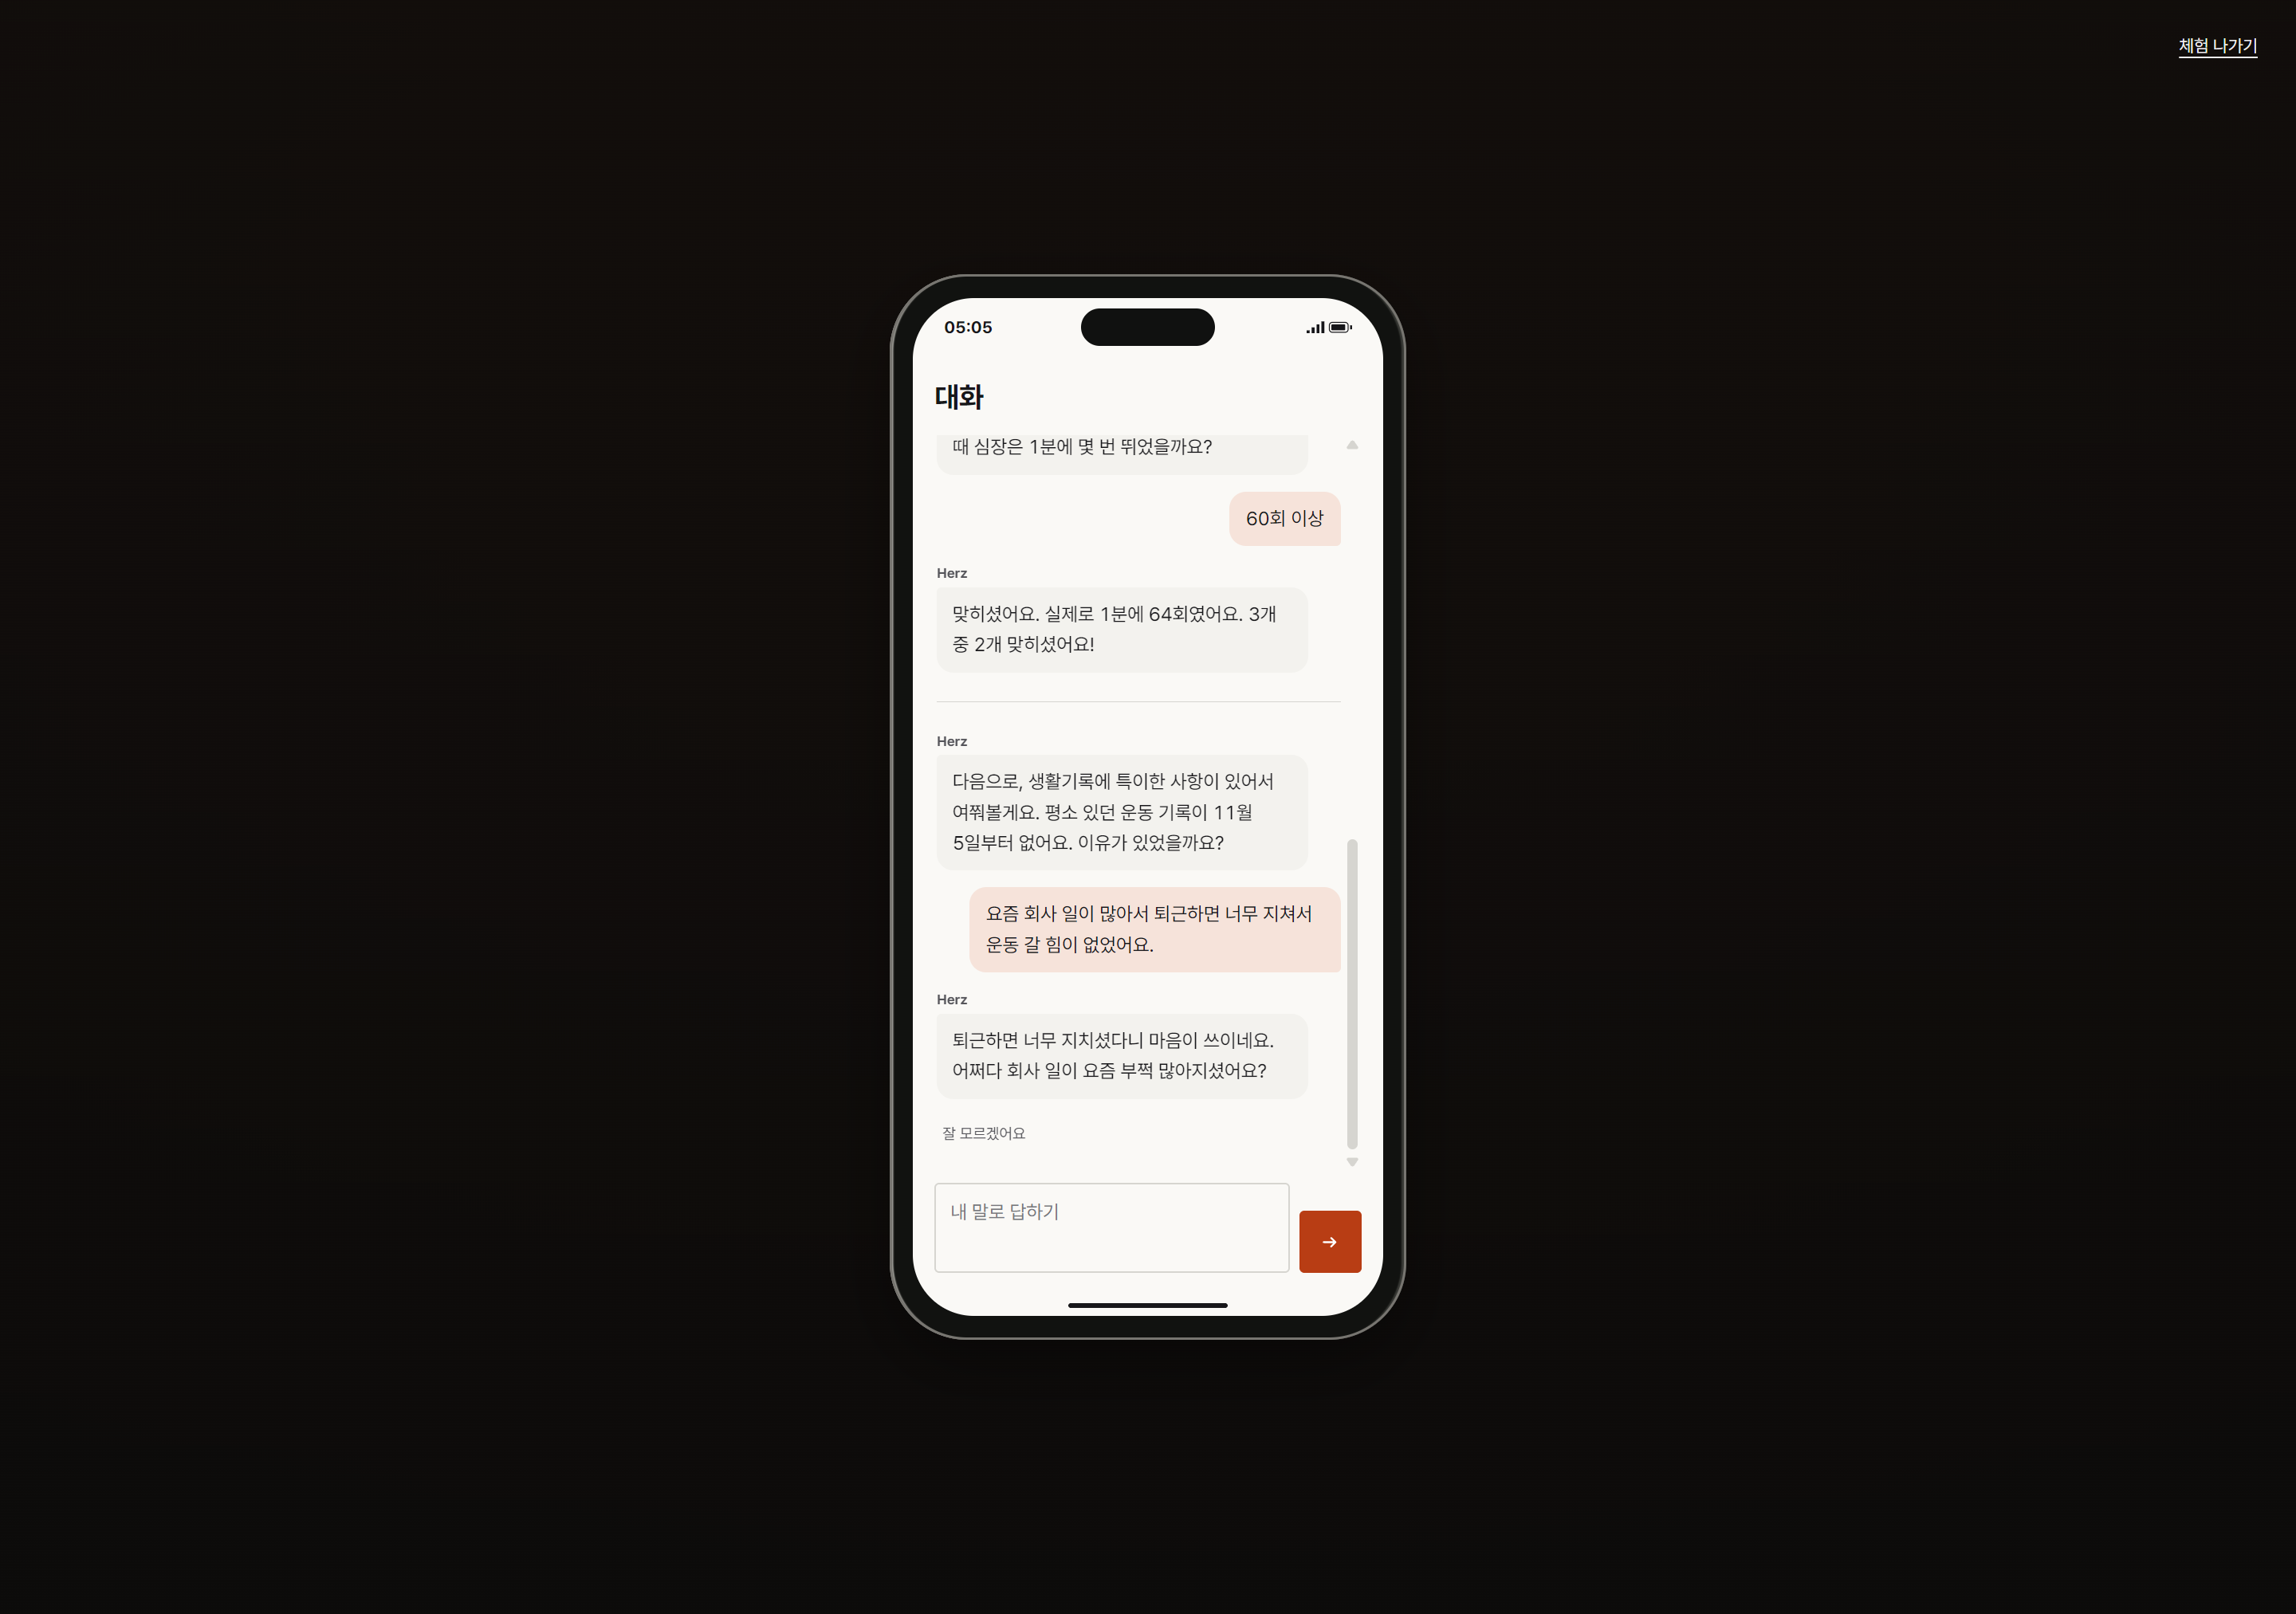 체험 나가기
05:05
대화
때 심장은 1분에 몇 번 뛰었을까요?
60회 이상
Herz
맞히셨어요. 실제로 1분에 64회였어요. 3개
중 2개 맞히셨어요!
Herz
다음으로, 생활기록에 특이한 사항이 있어서
여쭤볼게요. 평소 있던 운동 기록이 11월
5일부터 없어요. 이유가 있었을까요?
요즘 회사 일이 많아서 퇴근하면 너무 지쳐서
운동 갈 힘이 없었어요.
Herz
퇴근하면 너무 지치셨다니 마음이 쓰이네요.
어쩌다 회사 일이 요즘 부쩍 많아지셨어요?
잘 모르겠어요
내 말로 답하기